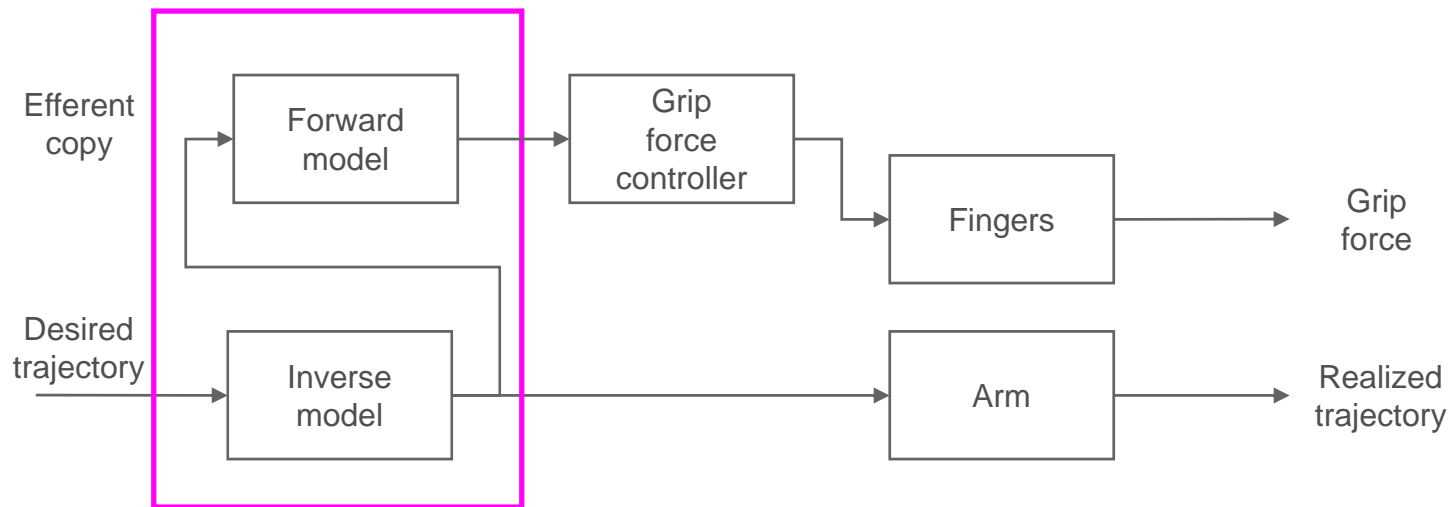 Efferent
copy
Forward
model
Grip
force
controller
Fingers
Grip
force
Desired
trajectory
Inverse
model
Arm
Realized
trajectory